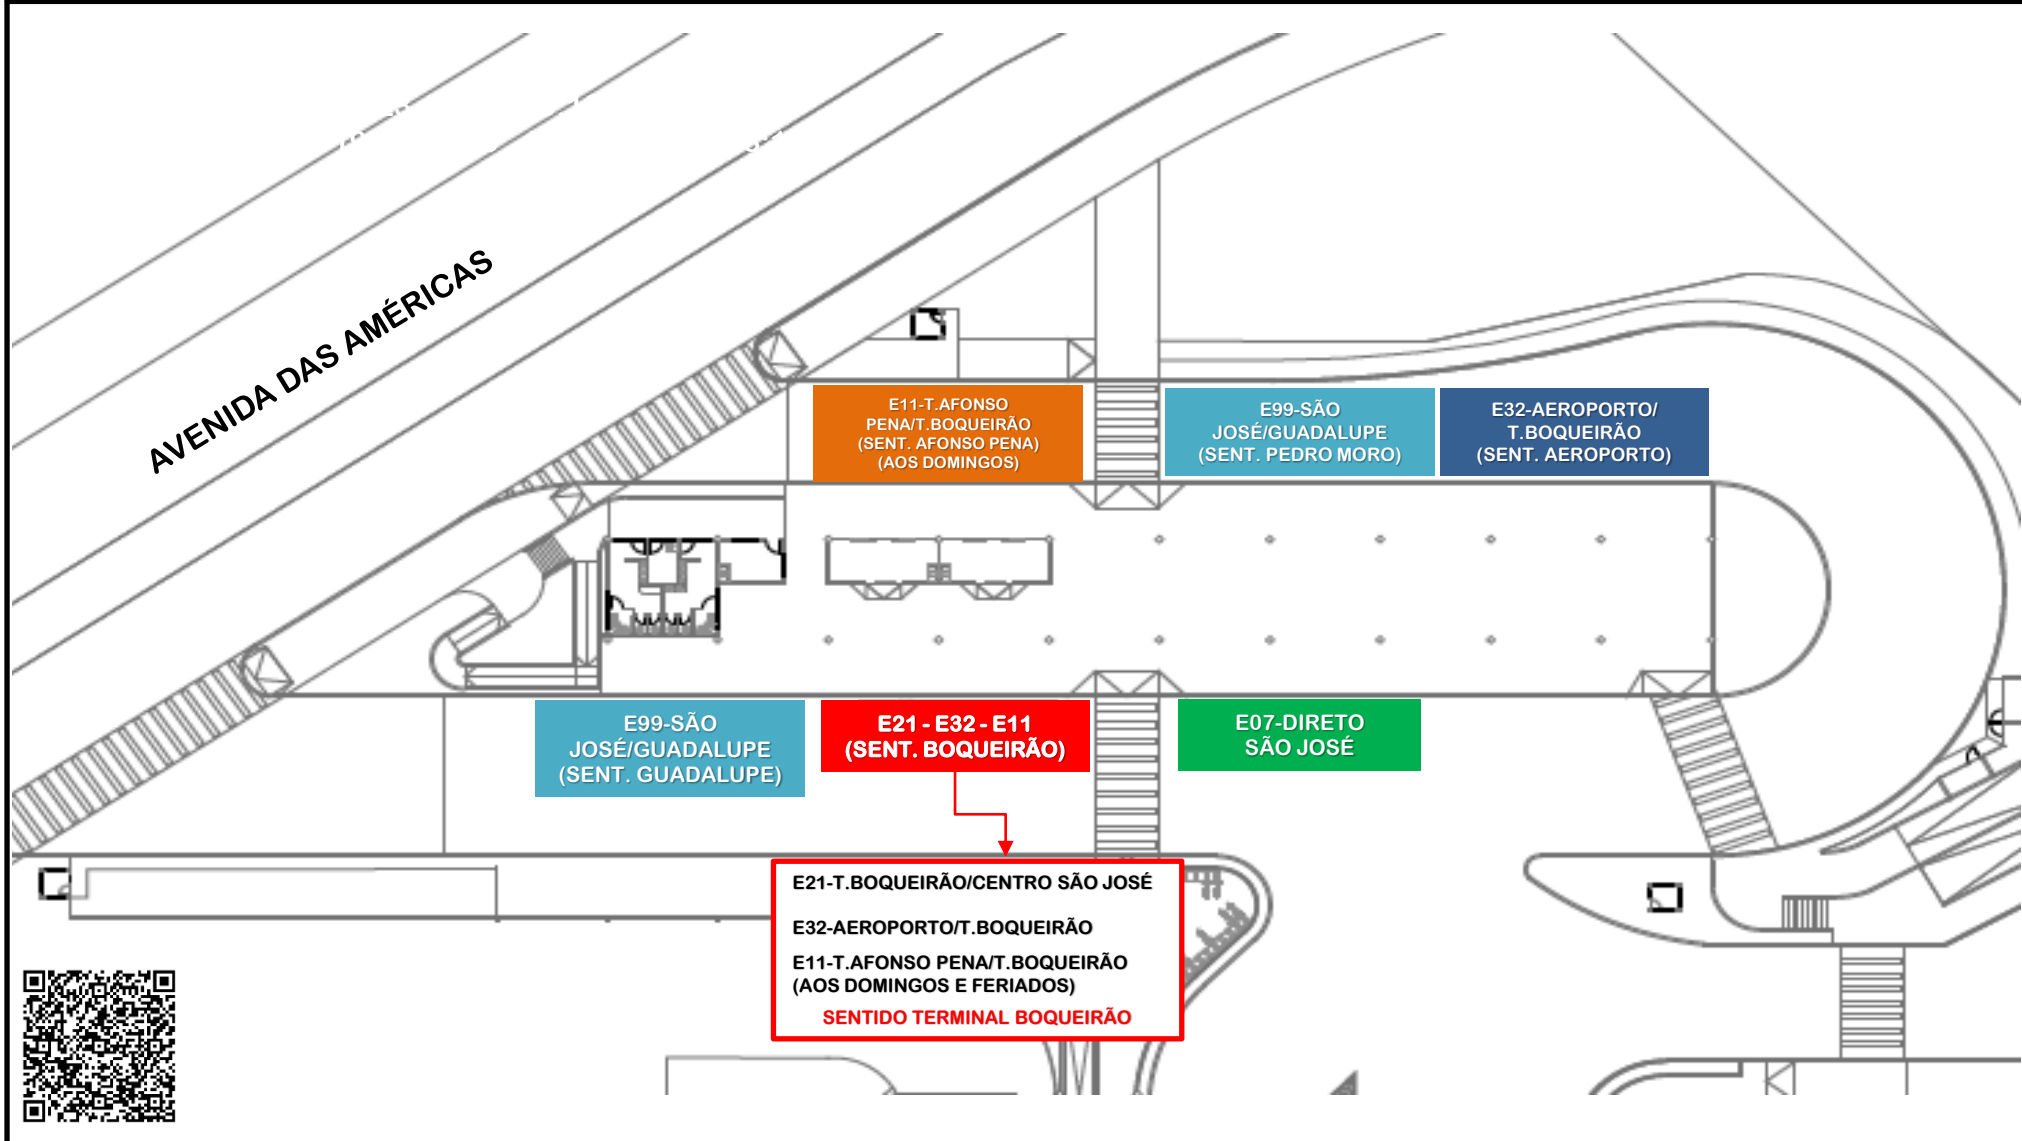 AVENIDA DAS AMÉRICAS
E11-T.AFONSO
PENA/T.BOQUEIRÃO
(SENT. AFONSO PENA)
(AOS DOMINGOS)
E99-SÃO
JOSÉ/GUADALUPE
(SENT. PEDRO MORO)
E32-AEROPORTO/
T.BOQUEIRÃO
(SENT. AEROPORTO)
E99-SÃO
JOSÉ/GUADALUPE
(SENT. GUADALUPE)
E21 - E32 - E11
(SENT. BOQUEIRÃO)
E07-DIRETO
SÃO JOSÉ
E21-T.BOQUEIRÃO/CENTRO SÃO JOSÉ
E32-AEROPORTO/T.BOQUEIRÃO
E11-T.AFONSO PENA/T.BOQUEIRÃO
(AOS DOMINGOS E FERIADOS)
SENTIDO TERMINAL BOQUEIRÃO